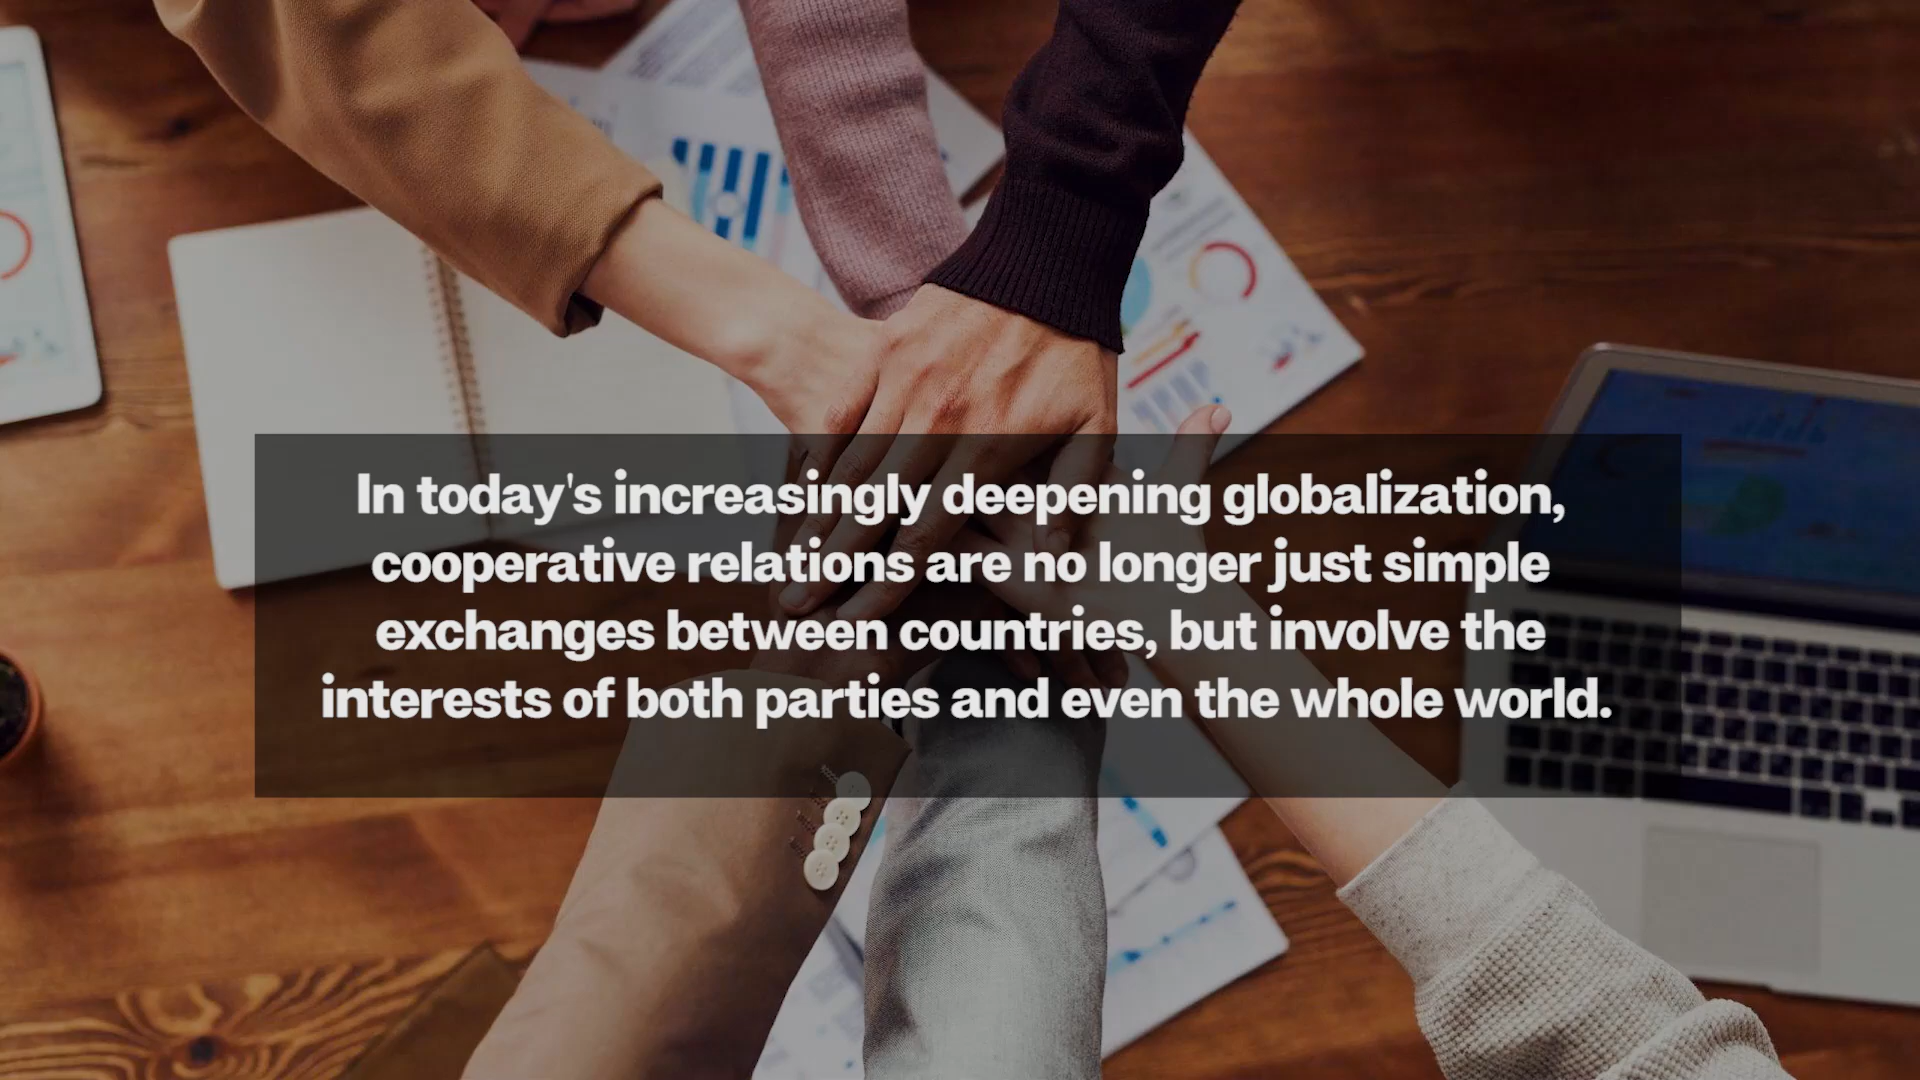 In today's increasingly deepening globalization,
cooperative relations are no longer just simple
exchanges between countries, but involve the
interests of both parties and even the whole world.